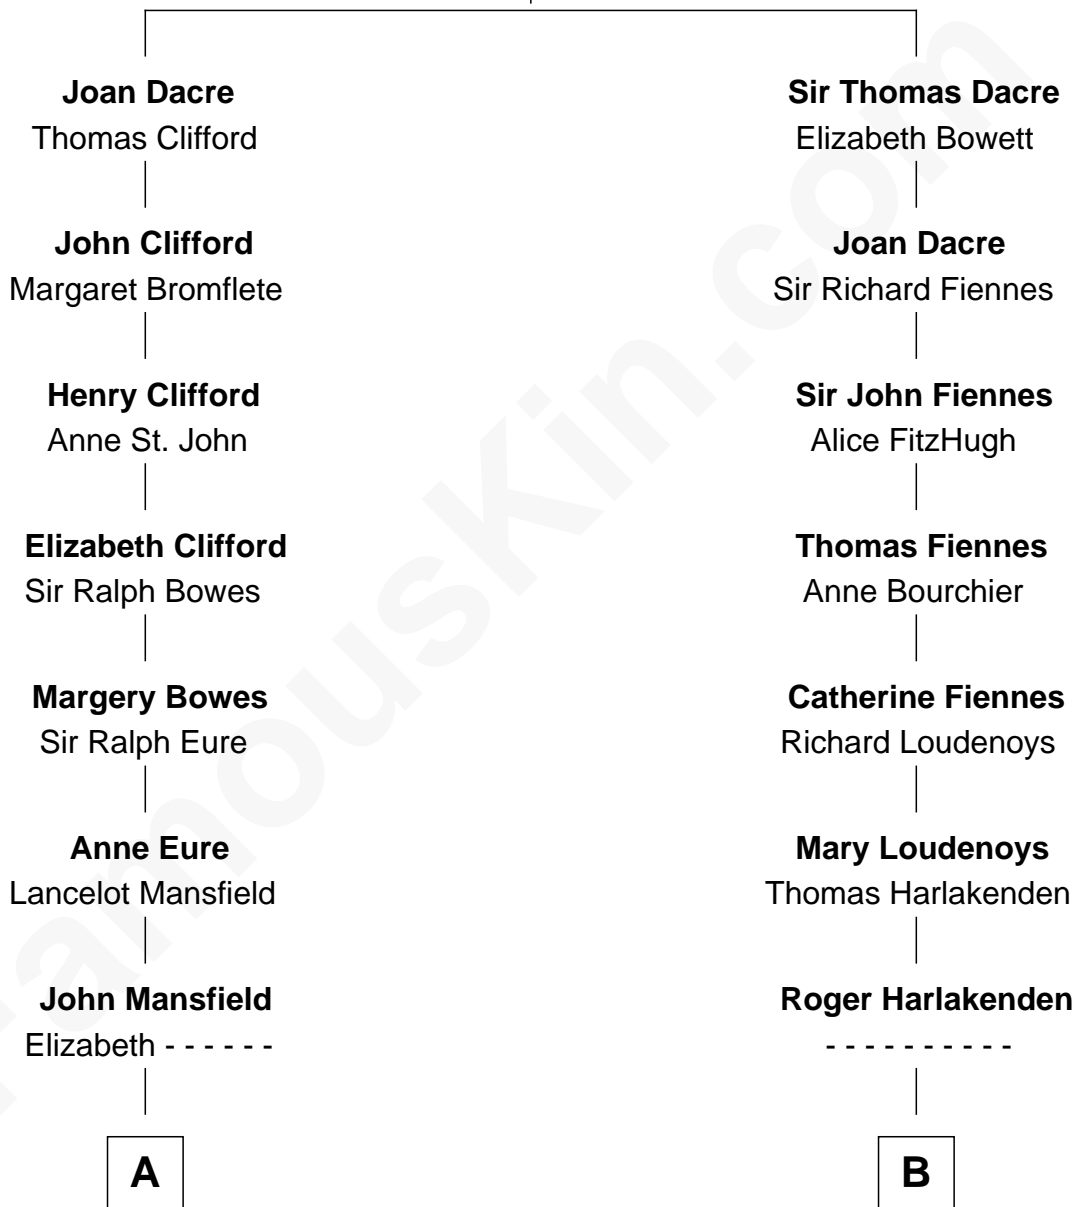 Joan Dacre
Thomas Clifford
John Clifford
Margaret Bromflete
Henry Clifford
Anne St. John
Elizabeth Clifford
Sir Ralph Bowes
Margery Bowes
Sir Ralph Eure
Anne Eure
Lancelot Mansfield
John Mansfield
Elizabeth - - - - - -
A
Sir Thomas Dacre
Elizabeth Bowett
Joan Dacre
Sir Richard Fiennes
Sir John Fiennes
Alice FitzHugh
Thomas Fiennes
Anne Bourchier
Catherine Fiennes
Richard Loudenoys
Mary Loudenoys
Thomas Harlakenden
Roger Harlakenden
- - - - - - - - - -
B
FamousKin.com